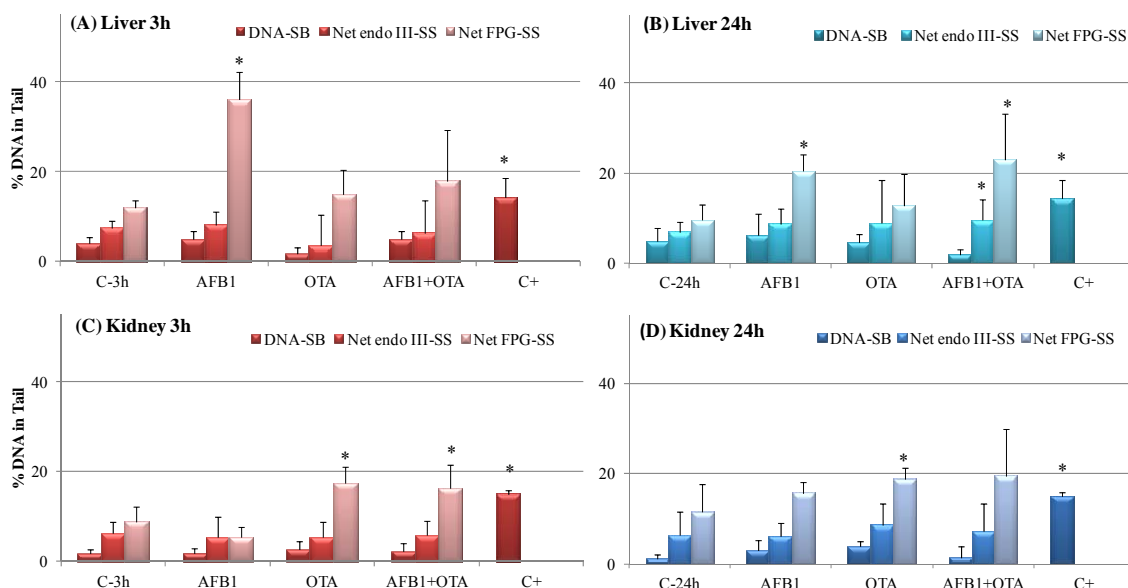 (A) Liver 3h
DNA-SB Net endo III-SS Net FPG-SS
% DNA in Tail
40
20
0
* *
C-3h AFB1 OTA AFB1+OTA C+
(B) Liver 24h
DNA-SB Net endo III-SS Net FPG-SS
40
20
0
* * * *
C-24h AFB1 OTA AFB1+OTA C+
(C) Kidney 3h
DNA-SB Net endo III-SS Net FPG-SS
% DNA in Tail
40
20
0
* * *
C-3h AFB1 OTA AFB1+OTA C+
(D) Kidney 24h
DNA-SB Net endo III-SS Net FPG-SS
40
20
0
* *
C-24h AFB1 OTA AFB1+OTA C+